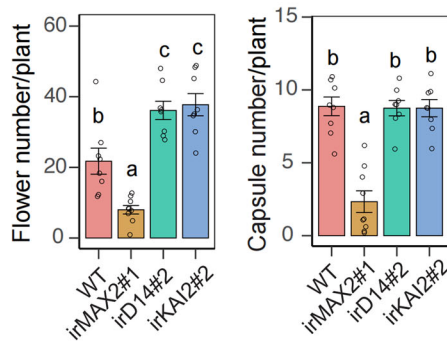 Flower number/plant
60
40
20
0
b
a
c
c
WT
irMAX2#1
irD14#2
irKAI2#2
Capsule number/plant
15
10
5
0
b
a
b
b
WT
irMAX2#1
irD14#2
irKAI2#2